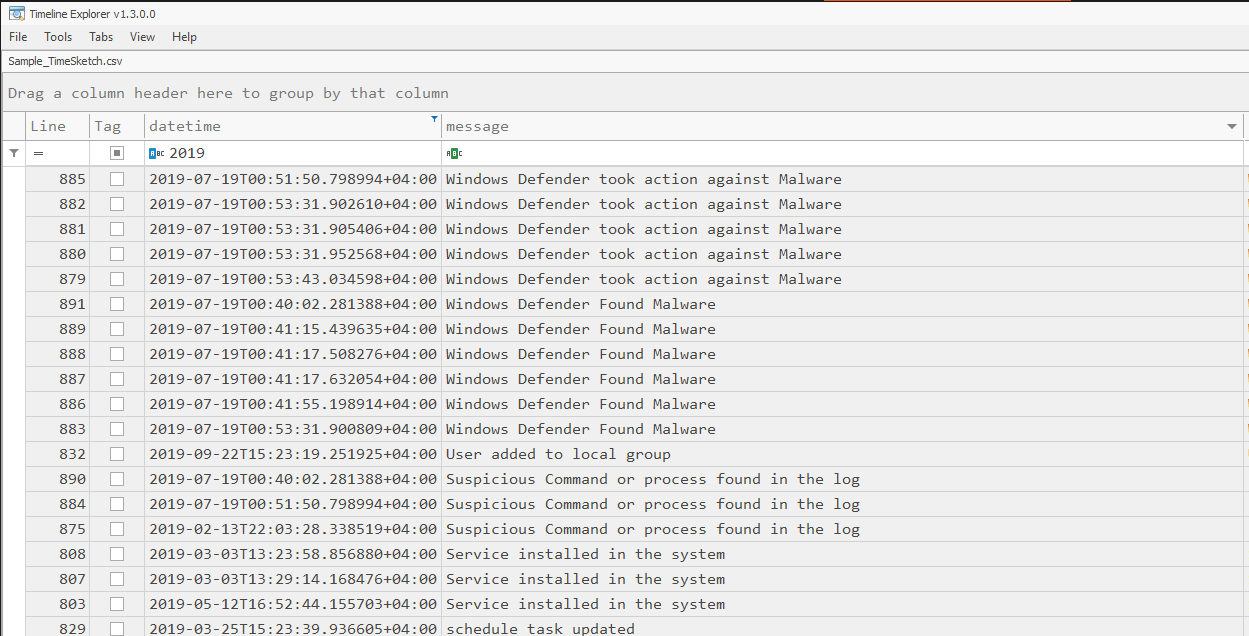 Timeline Explorer v1.3.0.0
File Tools Tabs View Help
Sample_TimeSketch.csv
Drag a column header here to group by that column
Line Tag datetime message
= ABC 2019 ABC
885 2019-07-19T00:51:50.798994+04:00 Windows Defender took action against Malware
882 2019-07-19T00:53:31.902610+04:00 Windows Defender took action against Malware
881 2019-07-19T00:53:31.905406+04:00 Windows Defender took action against Malware
880 2019-07-19T00:53:31.952568+04:00 Windows Defender took action against Malware
879 2019-07-19T00:53:43.034598+04:00 Windows Defender took action against Malware
891 2019-07-19T00:40:02.281388+04:00 Windows Defender Found Malware
889 2019-07-19T00:41:15.439635+04:00 Windows Defender Found Malware
888 2019-07-19T00:41:17.508276+04:00 Windows Defender Found Malware
887 2019-07-19T00:41:17.632054+04:00 Windows Defender Found Malware
886 2019-07-19T00:41:55.198914+04:00 Windows Defender Found Malware
883 2019-07-19T00:53:31.900809+04:00 Windows Defender Found Malware
832 2019-09-22T15:23:19.251925+04:00 User added to local group
890 2019-07-19T00:40:02.281388+04:00 Suspicious Command or process found in the log
884 2019-07-19T00:51:50.798994+04:00 Suspicious Command or process found in the log
875 2019-02-13T22:03:28.338519+04:00 Suspicious Command or process found in the log
808 2019-03-03T13:23:58.856880+04:00 Service installed in the system
807 2019-03-03T13:29:14.168476+04:00 Service installed in the system
803 2019-05-12T16:52:44.155703+04:00 Service installed in the system
829 2019-03-25T15:23:39.936605+04:00 schedule task updated